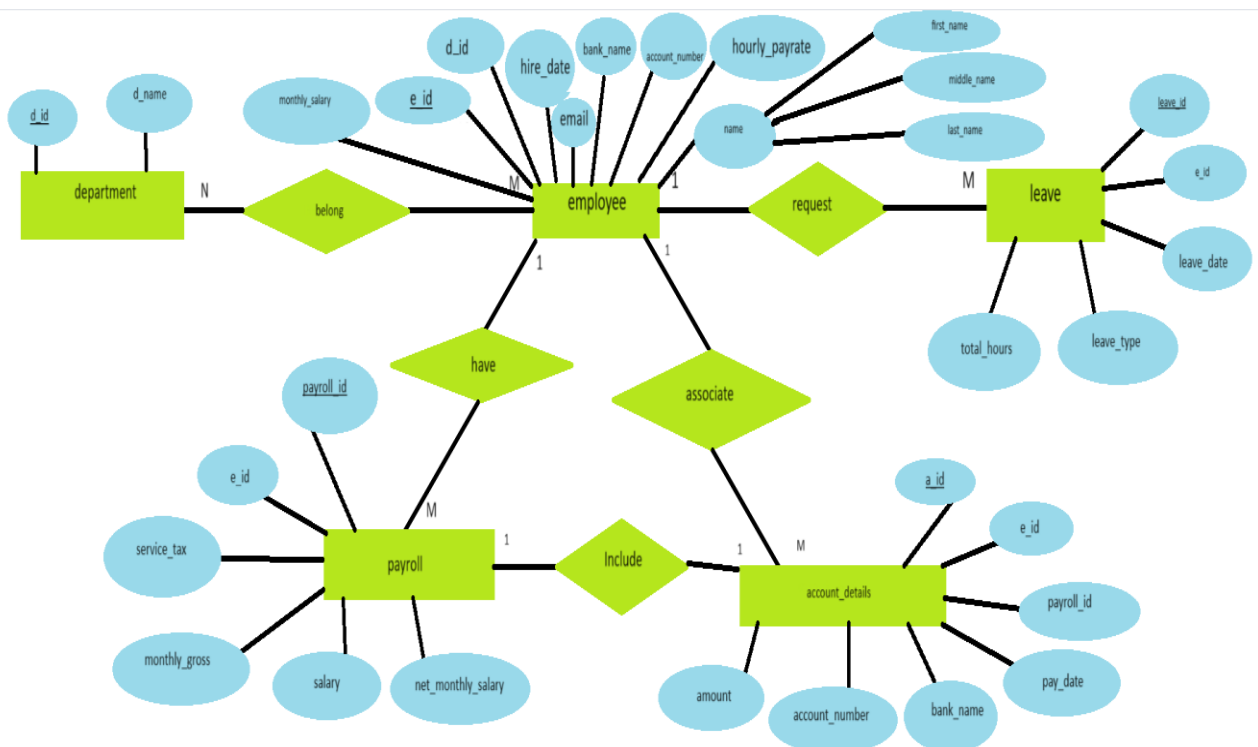 first_name
d_id
bank_name
hourly_payrate
account_number
hire_date
middle_name
d_name
monthly_salary
e_id
leave_id
d_id
email
name
last_name
e_id
department
N
M
1
M
leave
employee
request
belong
leave_date
1
1
total_hours
leave_type
have
payroll_id
associate
e_id
a_id
M
e_id
service_tax
1
1
M
payroll
Include
account_details
payroll_id
monthly_gross
salary
net_monthly_salary
amount
account_number
bank_name
pay_date